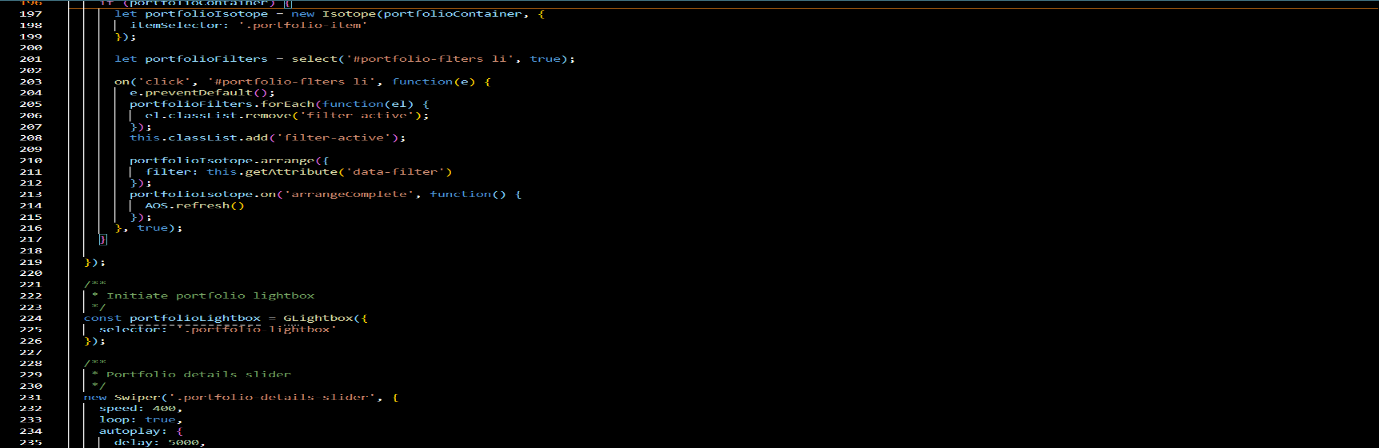 196 if (portfolioContainer) {
197 let portfolioIsotope = new Isotope(portfolioContainer, {
198 itemSelector: '.portfolio-item'
199 });
200
201 let portfolioFilters = select('#portfolio-flters li', true);
202
203 on('click', '#portfolio-flters li', function(e) {
204 e.preventDefault();
205 portfolioFilters.forEach(function(el) {
206 el.classList.remove('filter-active');
207 });
208 this.classList.add('filter-active');
209
210 portfolioIsotope.arrange({
211 filter: this.getAttribute('data-filter')
212 });
213 portfolioIsotope.on('arrangeComplete', function() {
214 AOS.refresh()
215 });
216 }, true);
217 }
218
219 });
220
221 /**
222 * Initiate portfolio lightbox
223 */
224 const portfolioLightbox = GLightbox({
225 selector: '.portfolio-lightbox'
226 });
227
228 /**
229 * Portfolio details slider
230 */
231 new Swiper('.portfolio-details-slider', {
232 speed: 400,
233 loop: true,
234 autoplay: {
235 delay: 5000,